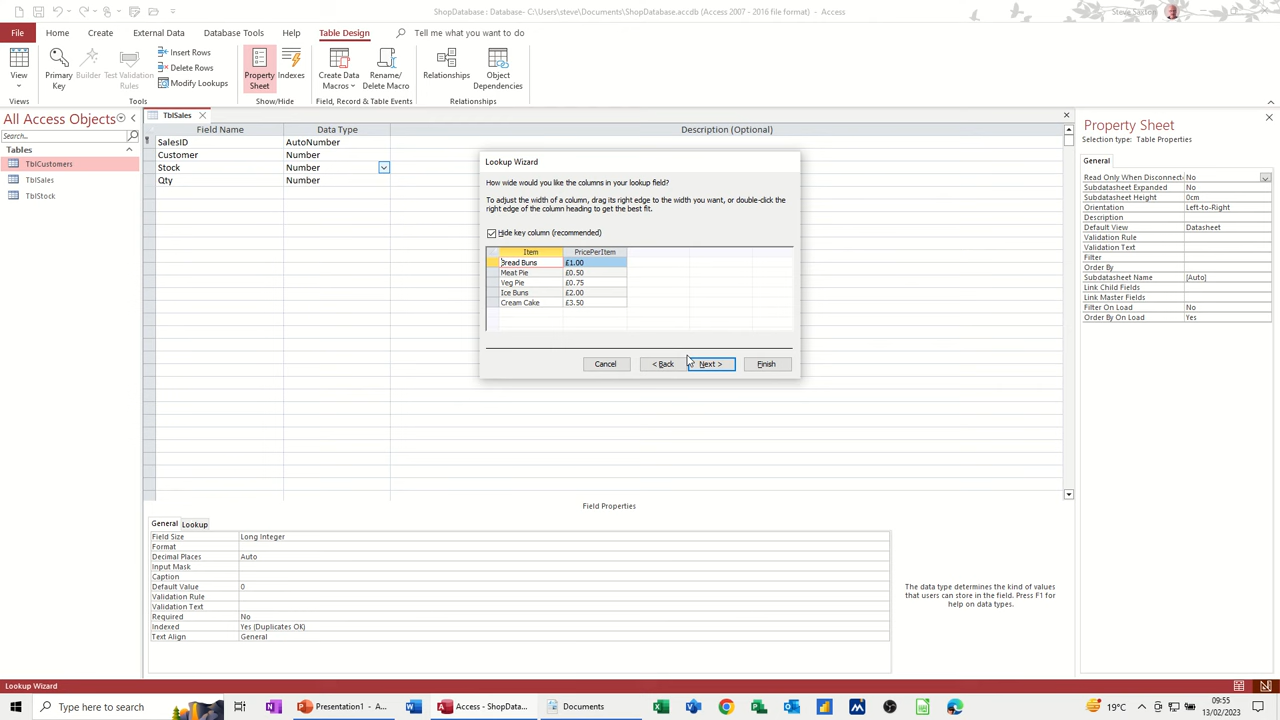 ShopDatabase : Database- C:\Users\steve\Documents\ShopDatabase.accdb (Access 2007 - 2016 file format) - Access
File Home Create External Data Database Tools Help Table Design Tell me what you want to do
View
Views
Primary Key
Builder
Test Validation Rules
Insert Rows
Delete Rows
Modify Lookups
Tools
Property Sheet
Indexes
Show/Hide
Create Data Macros
Rename/ Delete Macro
Field, Record & Table Events
Relationships
Object Dependencies
Relationships
All Access Objects
Search...
Tables
TblCustomers
TblSales
TblStock
TblSales
Field Name Data Type Description (Optional)
SalesID AutoNumber
Customer Number
Stock Number
Qty Number
Lookup Wizard
How wide would you like the columns in your lookup field?
To adjust the width of a column, drag its right edge to the width you want, or double-click the
right edge of the column heading to get the best fit.
Hide key column (recommended)
Item PricePerItem
Bread Buns £1.00
Meat Pie £0.50
Veg Pie £0.75
Ice Buns £2.00
Cream Cake £3.50
Cancel < Back Next > Finish
Field Properties
General Lookup
Field Size Long Integer
Format
Decimal Places Auto
Input Mask
Caption
Default Value 0
Validation Rule
Validation Text
Required No
Indexed Yes (Duplicates OK)
Text Align General
The data type determines the kind of values
that users can store in the field. Press F1 for
help on data types.
Property Sheet
Selection type: Table Properties
General
Read Only When Disconnect No
Subdatasheet Expanded No
Subdatasheet Height 0cm
Orientation Left-to-Right
Description
Default View Datasheet
Validation Rule
Validation Text
Filter
Order By
Subdatasheet Name [Auto]
Link Child Fields
Link Master Fields
Filter On Load No
Order By On Load Yes
Lookup Wizard
Type here to search
Presentation1 - A...
Access - ShopData...
Documents
19°C
09:55
13/02/2023